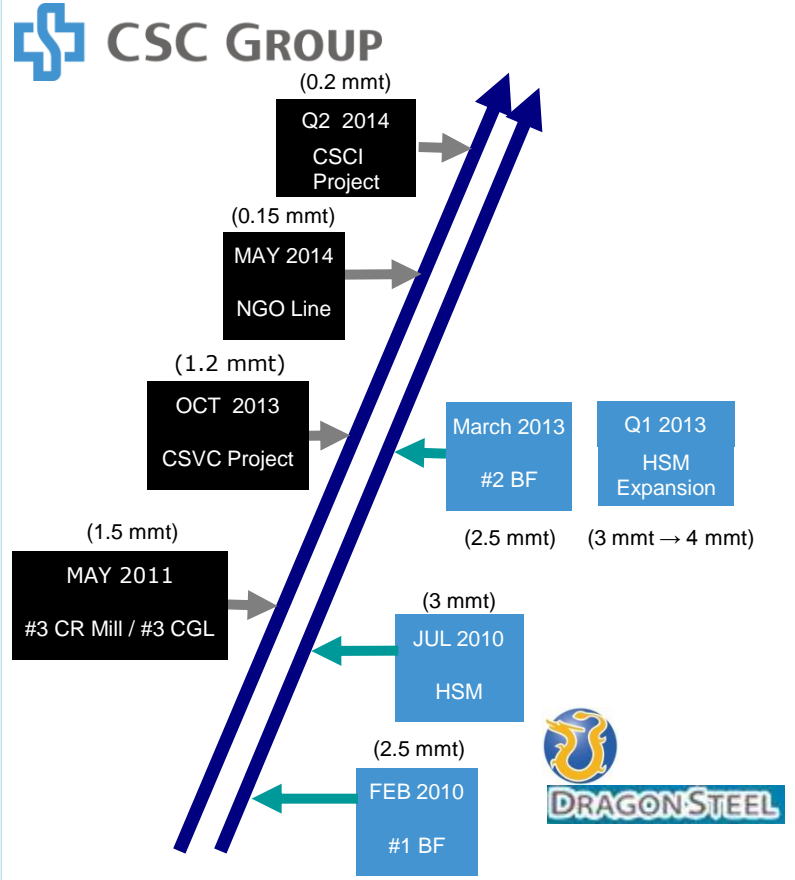 CSC GROUP
(0.2 mmt)
Q2 2014
CSCI
Project
(0.15 mmt)
MAY 2014
NGO Line
(1.2 mmt)
OCT 2013
CSVC Project
March 2013
#2 BF
(2.5 mmt)
Q1 2013
HSM
Expansion
(3 mmt → 4 mmt)
(1.5 mmt)
MAY 2011
#3 CR Mill / #3 CGL
(3 mmt)
JUL 2010
HSM
(2.5 mmt)
FEB 2010
#1 BF
DRAGON STEEL